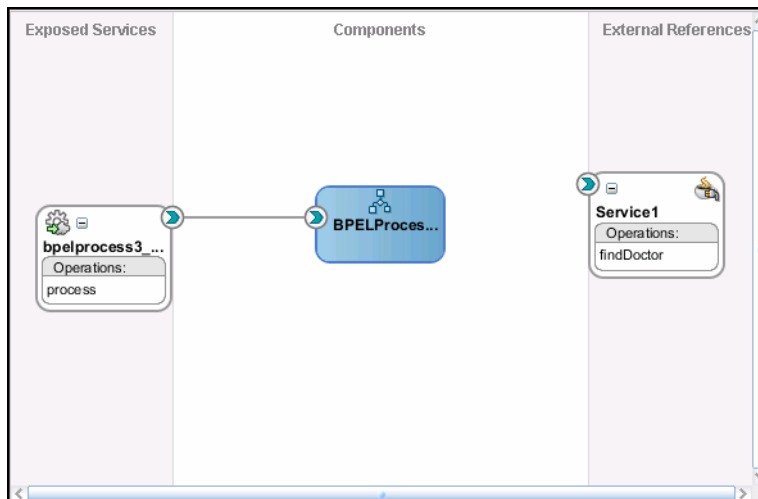 Exposed Services
Components
External References
bpelprocess3_...
Operations:
process
BPELProces...
Service1
Operations:
findDoctor